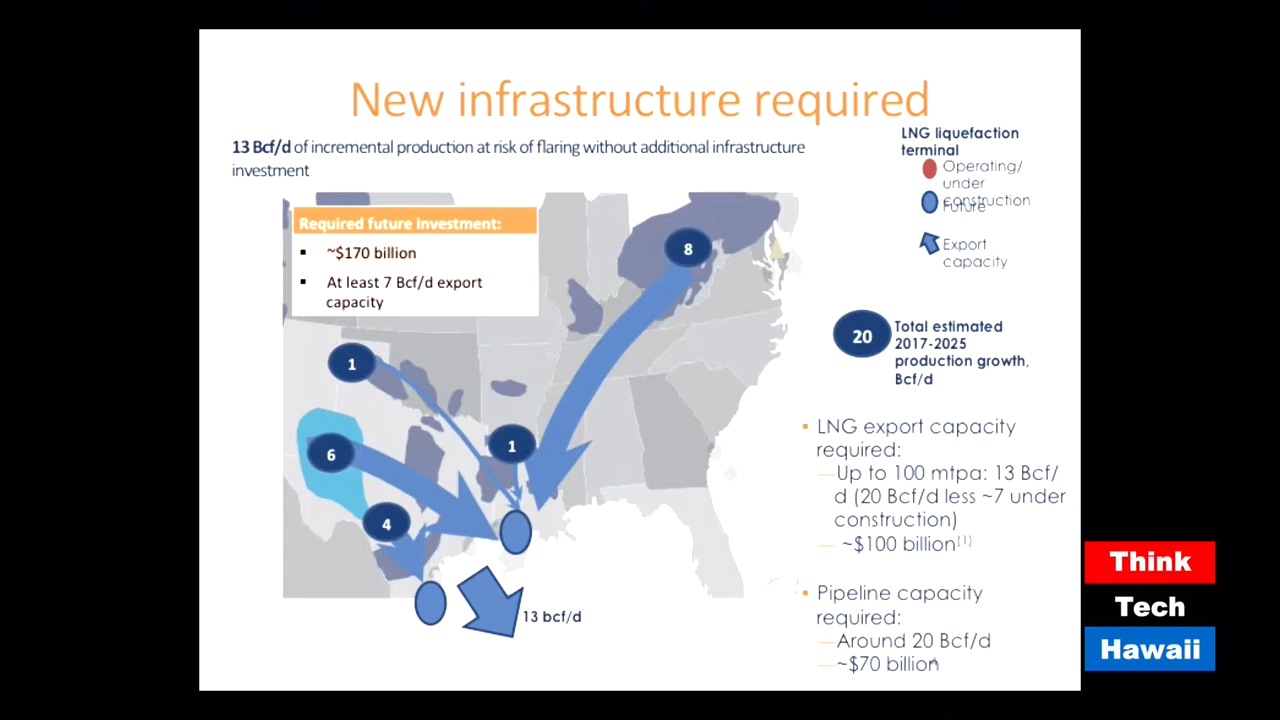 New infrastructure required
13 Bcf/d of incremental production at risk of flaring without additional infrastructure
investment
LNG liquefaction
terminal
Operating/
under
construction
Future
Export
capacity
Required future investment:
▪ ~$170 billion
▪ At least 7 Bcf/d export
capacity
8
1
6
1
4
13 bcf/d
20
Total estimated
2017-2025
production growth,
Bcf/d
▪ LNG export capacity
required:
—Up to 100 mtpa: 13 Bcf/
d (20 Bcf/d less ~7 under
construction)
— ~$100 billion(1)
▪ Pipeline capacity
required:
—Around 20 Bcf/d
—~$70 billion
Think
Tech
Hawaii